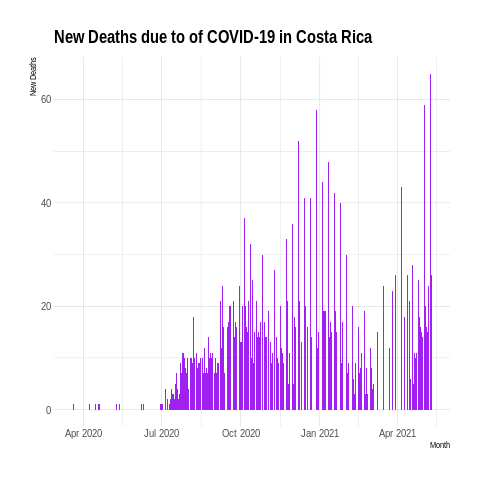 New Deaths due to of COVID-19 in Costa Rica
New Deaths
60
40
20
0
Apr 2020
Jul 2020
Oct 2020
Jan 2021
Apr 2021
Month